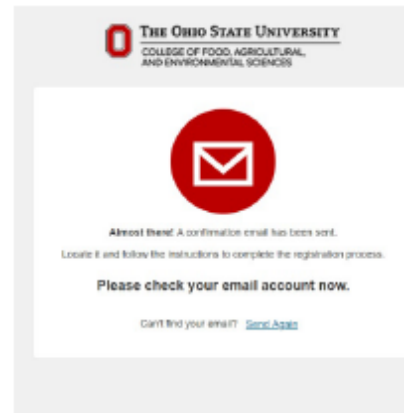 THE OHIO STATE UNIVERSITY
COLLEGE OF FOOD, AGRICULTURAL,
AND ENVIRONMENTAL SCIENCES
Almost there! A confirmation email has been sent.
Locate it and follow the instructions to complete the registration process.
Please check your email account now.
Can't find your email? Send Again